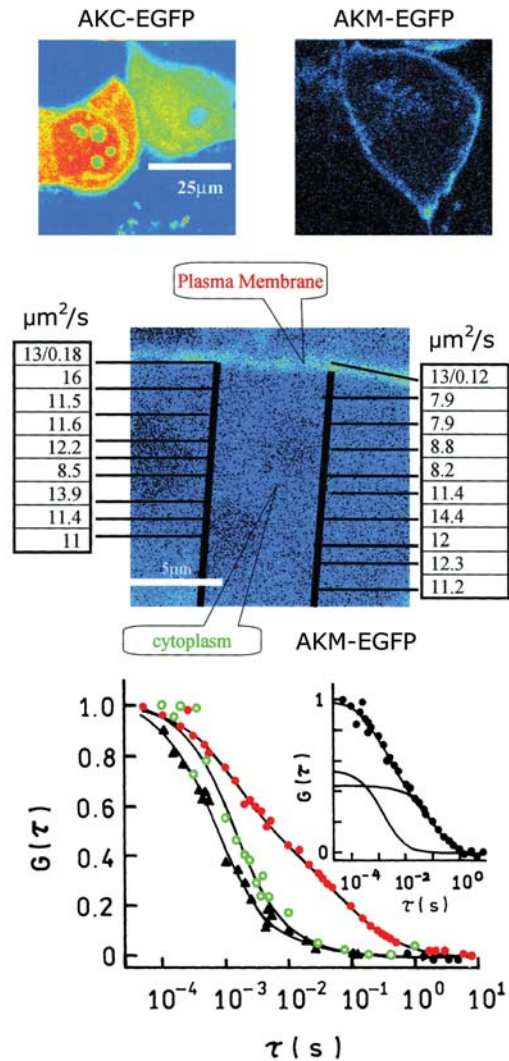 AKC-EGFP
AKM-EGFP
25µm
Plasma Membrane
µm²/s
µm²/s
13/0.18
16
11.5
11.6
12.2
8.5
13.9
11.4
11
13/0.12
7.9
7.9
8.8
8.2
11.4
14.4
12
12.3
11.2
5µm
cytoplasm
AKM-EGFP
1.0
0.8
0.6
0.4
0.2
0
G(τ)
10⁻⁴ 10⁻³ 10⁻² 10⁻¹ 10⁰ 10¹
τ(s)
1
0
G(τ)
10⁻⁴ 10⁻² 10⁰
τ(s)